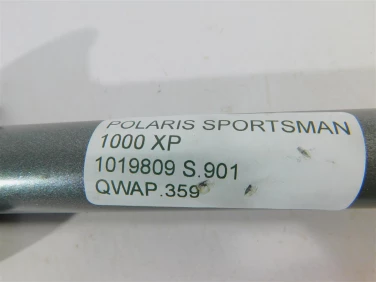 POLARIS SPORTSMAN
1000 XP
1019809 S.901
QWAP.359